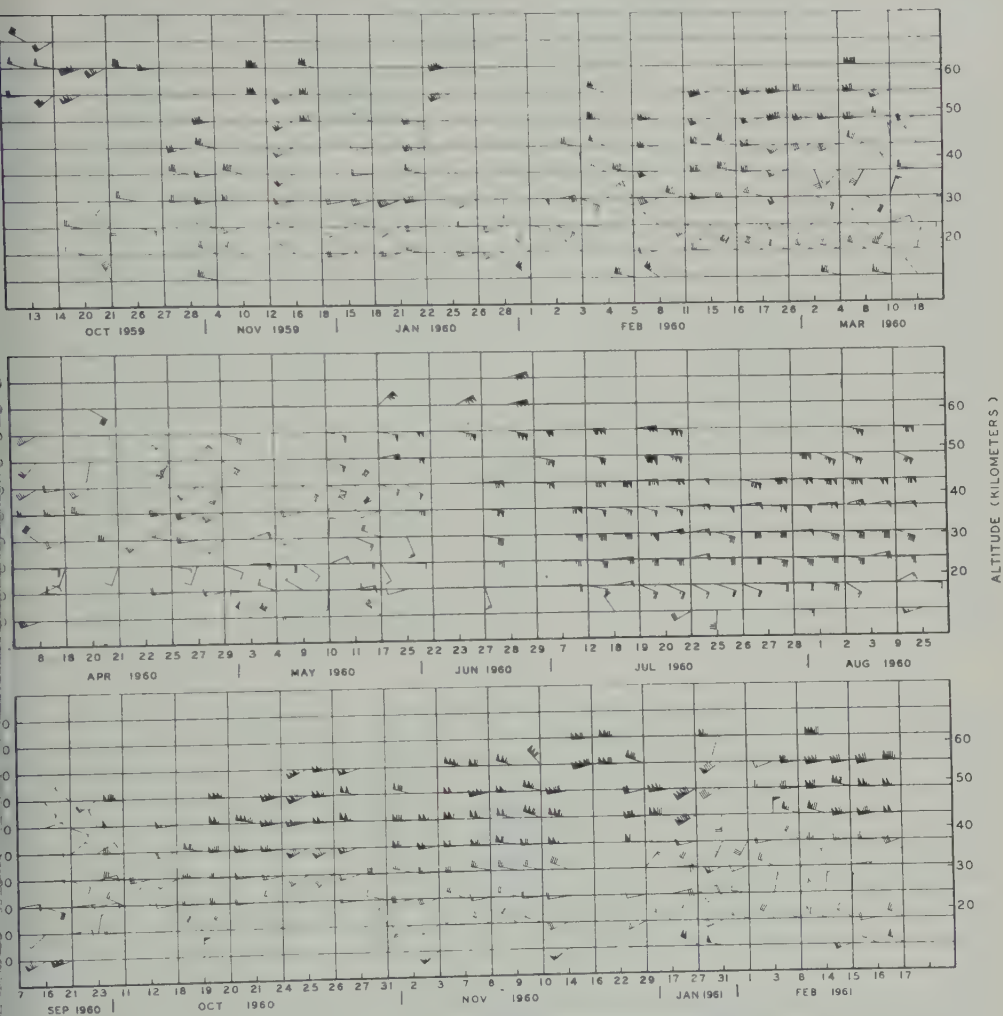 60
50
40
30
20
13 14 20 21 26 27 28 4 10 12 16 18 15 18 21 22 25 26 28 1 2 3 4 5 8 11 15 16 17 26 2 4 8 10 18
OCT 1959 NOV 1959 JAN 1960 FEB 1960 MAR 1960
60
50
40
30
20
ALTITUDE (KILOMETERS)
8 18 20 21 22 25 27 29 3 4 9 10 11 17 25 22 23 27 28 29 7 12 18 19 20 22 25 26 27 28 1 2 3 9 25
APR 1960 MAY 1960 JUN 1960 JUL 1960 AUG 1960
60
50
40
30
20
7 16 21 23 11 12 18 19 20 21 24 25 26 27 31 2 3 7 8 9 10 14 16 22 29 17 27 31 1 3 8 14 15 16 17
SEP 1960 OCT 1960 NOV 1960 JAN 1961 FEB 1961